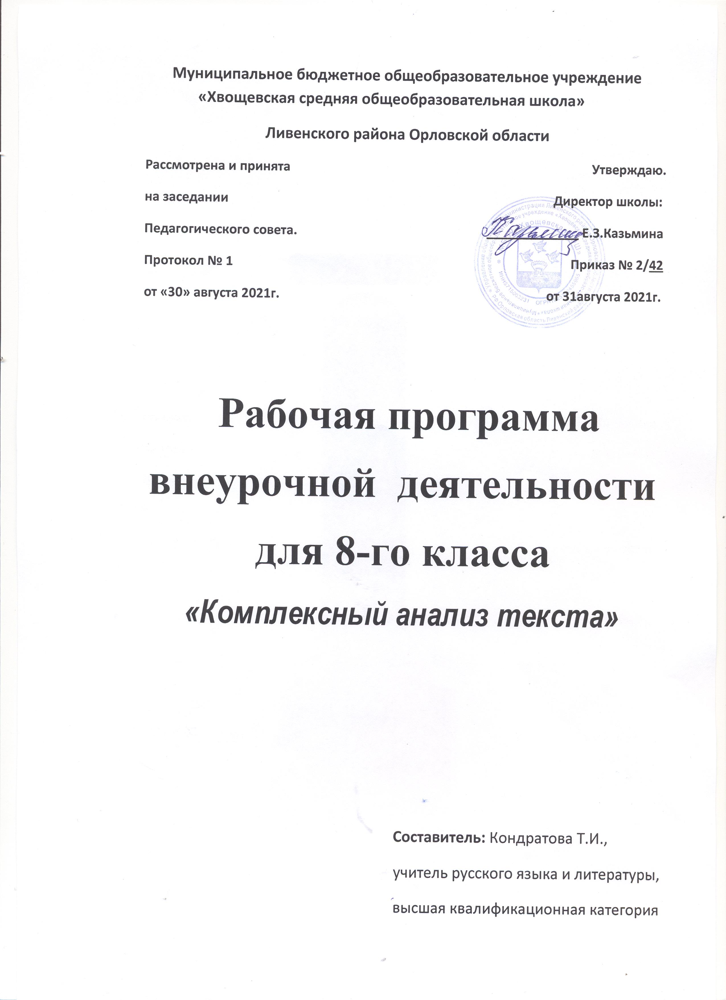 Муниципальное бюджетное общеобразовательное учреждение
«Хвощевская средняя общеобразовательная школа»
Ливенского района Орловской области
Рассмотрена и принята
на заседании
Педагогического совета.
Протокол № 1
от «30» августа 2021г.
Утверждаю.
Директор школы:
Е.З.Казьмина
Приказ № 2/42
от 31августа 2021г.
Рабочая программа
внеурочной деятельности
для 8-го класса
«Комплексный анализ текста»
Составитель: Кондратова Т.И.,
учитель русского языка и литературы,
высшая квалификационная категория